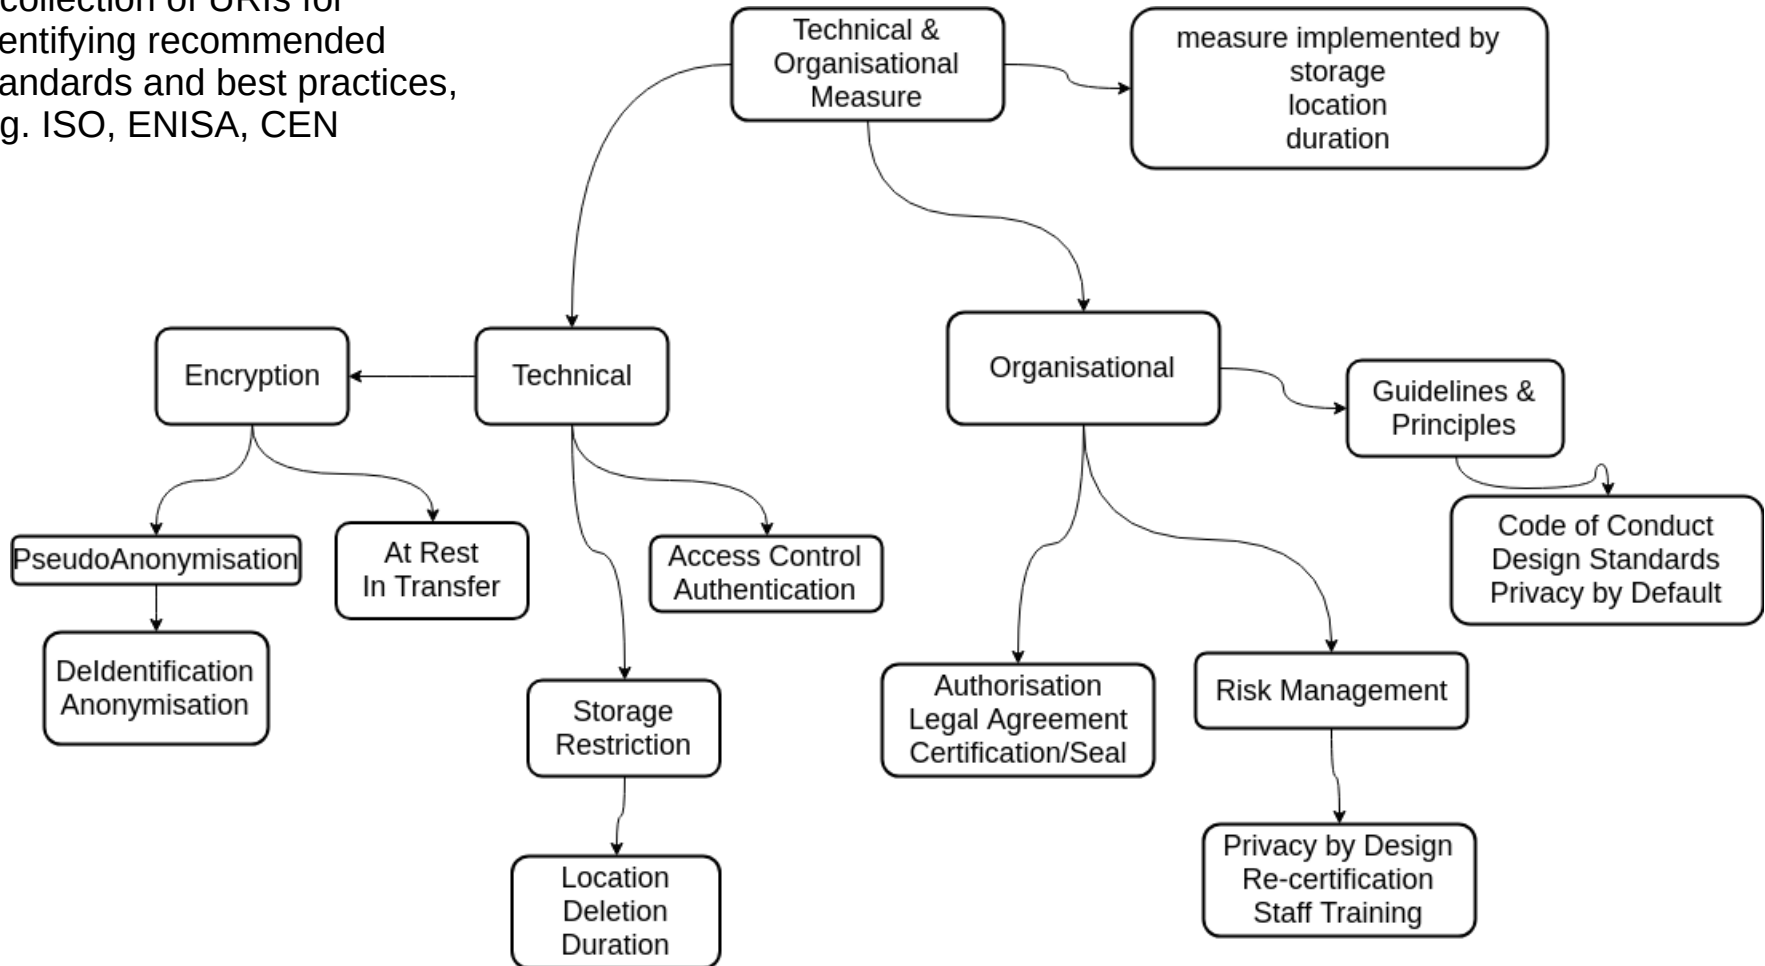 collection of URIs for
entifying recommended
andards and best practices,
g. ISO, ENISA, CEN
Technical &
Organisational
Measure
measure implemented by
storage
location
duration
Encryption
Technical
Organisational
Guidelines &
Principles
PseudoAnonymisation
At Rest
In Transfer
Access Control
Authentication
Code of Conduct
Design Standards
Privacy by Default
DeIdentification
Anonymisation
Storage
Restriction
Authorisation
Legal Agreement
Certification/Seal
Risk Management
Location
Deletion
Duration
Privacy by Design
Re-certification
Staff Training